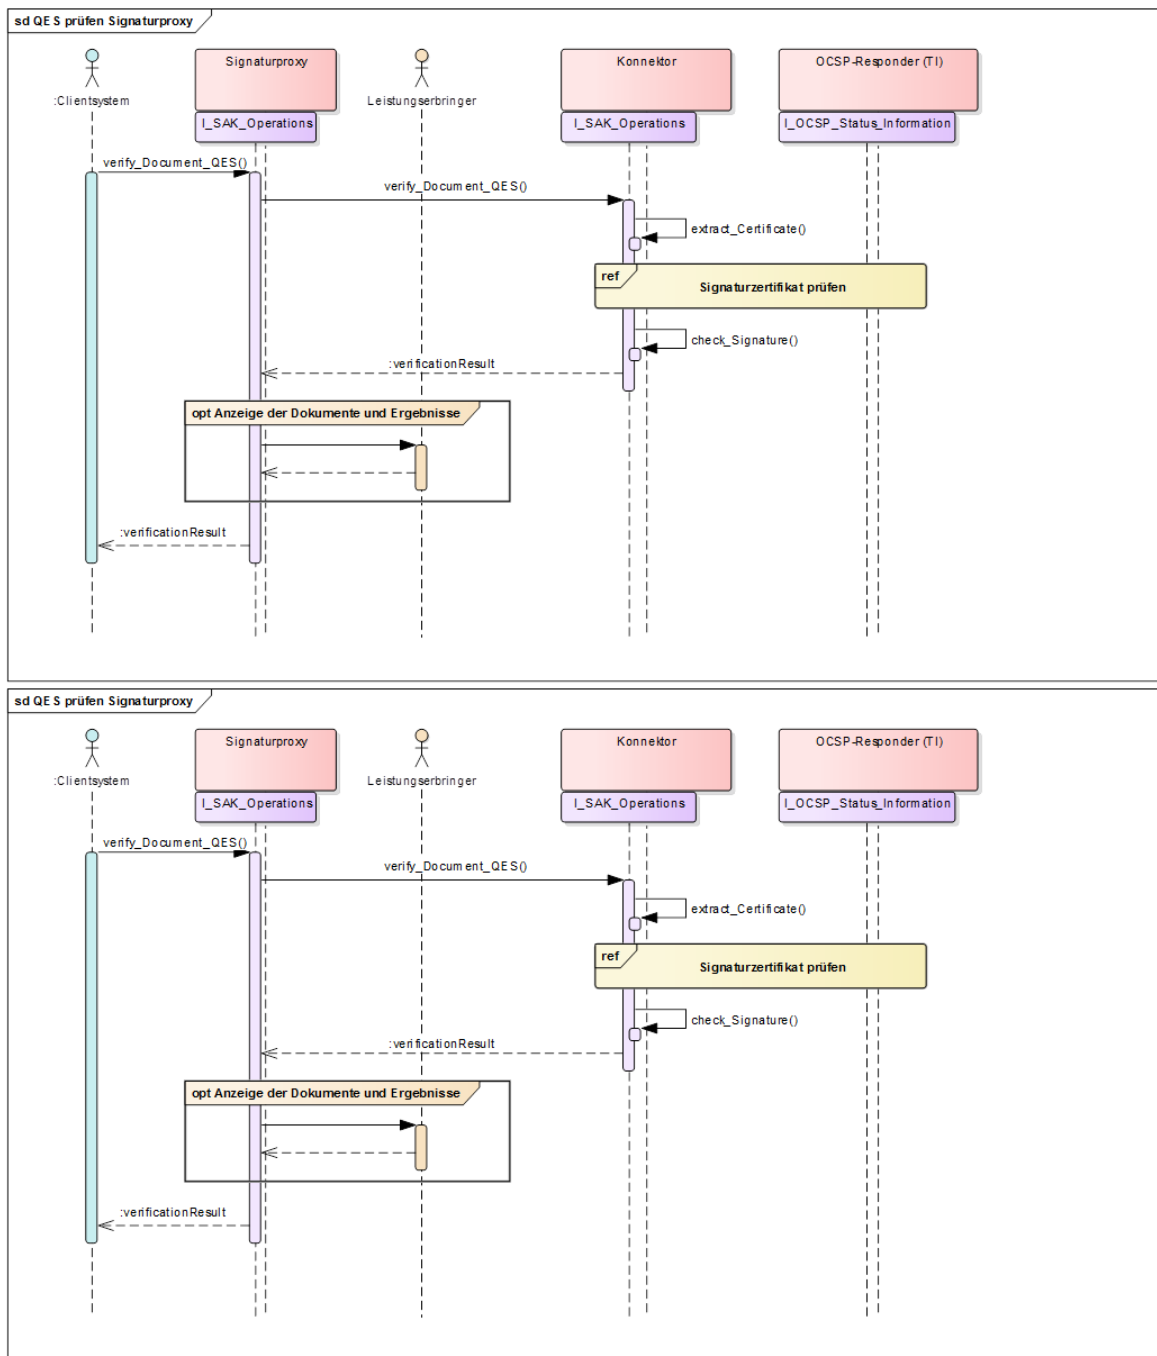 sd QES prüfen Signaturproxy
Signaturproxy
Konnektor
OCSP-Responder (TI)
:Clientsystem
Leistungserbringer
I_SAK_Operations
I_SAK_Operations
I_OCSP_Status_Information
verify_Document_QES()
verify_Document_QES()
extract_Certificate()
ref
Signaturzertifikat prüfen
check_Signature()
:verificationResult
opt Anzeige der Dokumente und Ergebnisse
:verificationResult
sd QES prüfen Signaturproxy
Signaturproxy
Konnektor
OCSP-Responder (TI)
:Clientsystem
Leistungserbringer
I_SAK_Operations
I_SAK_Operations
I_OCSP_Status_Information
verify_Document_QES()
verify_Document_QES()
extract_Certificate()
ref
Signaturzertifikat prüfen
check_Signature()
:verificationResult
opt Anzeige der Dokumente und Ergebnisse
:verificationResult